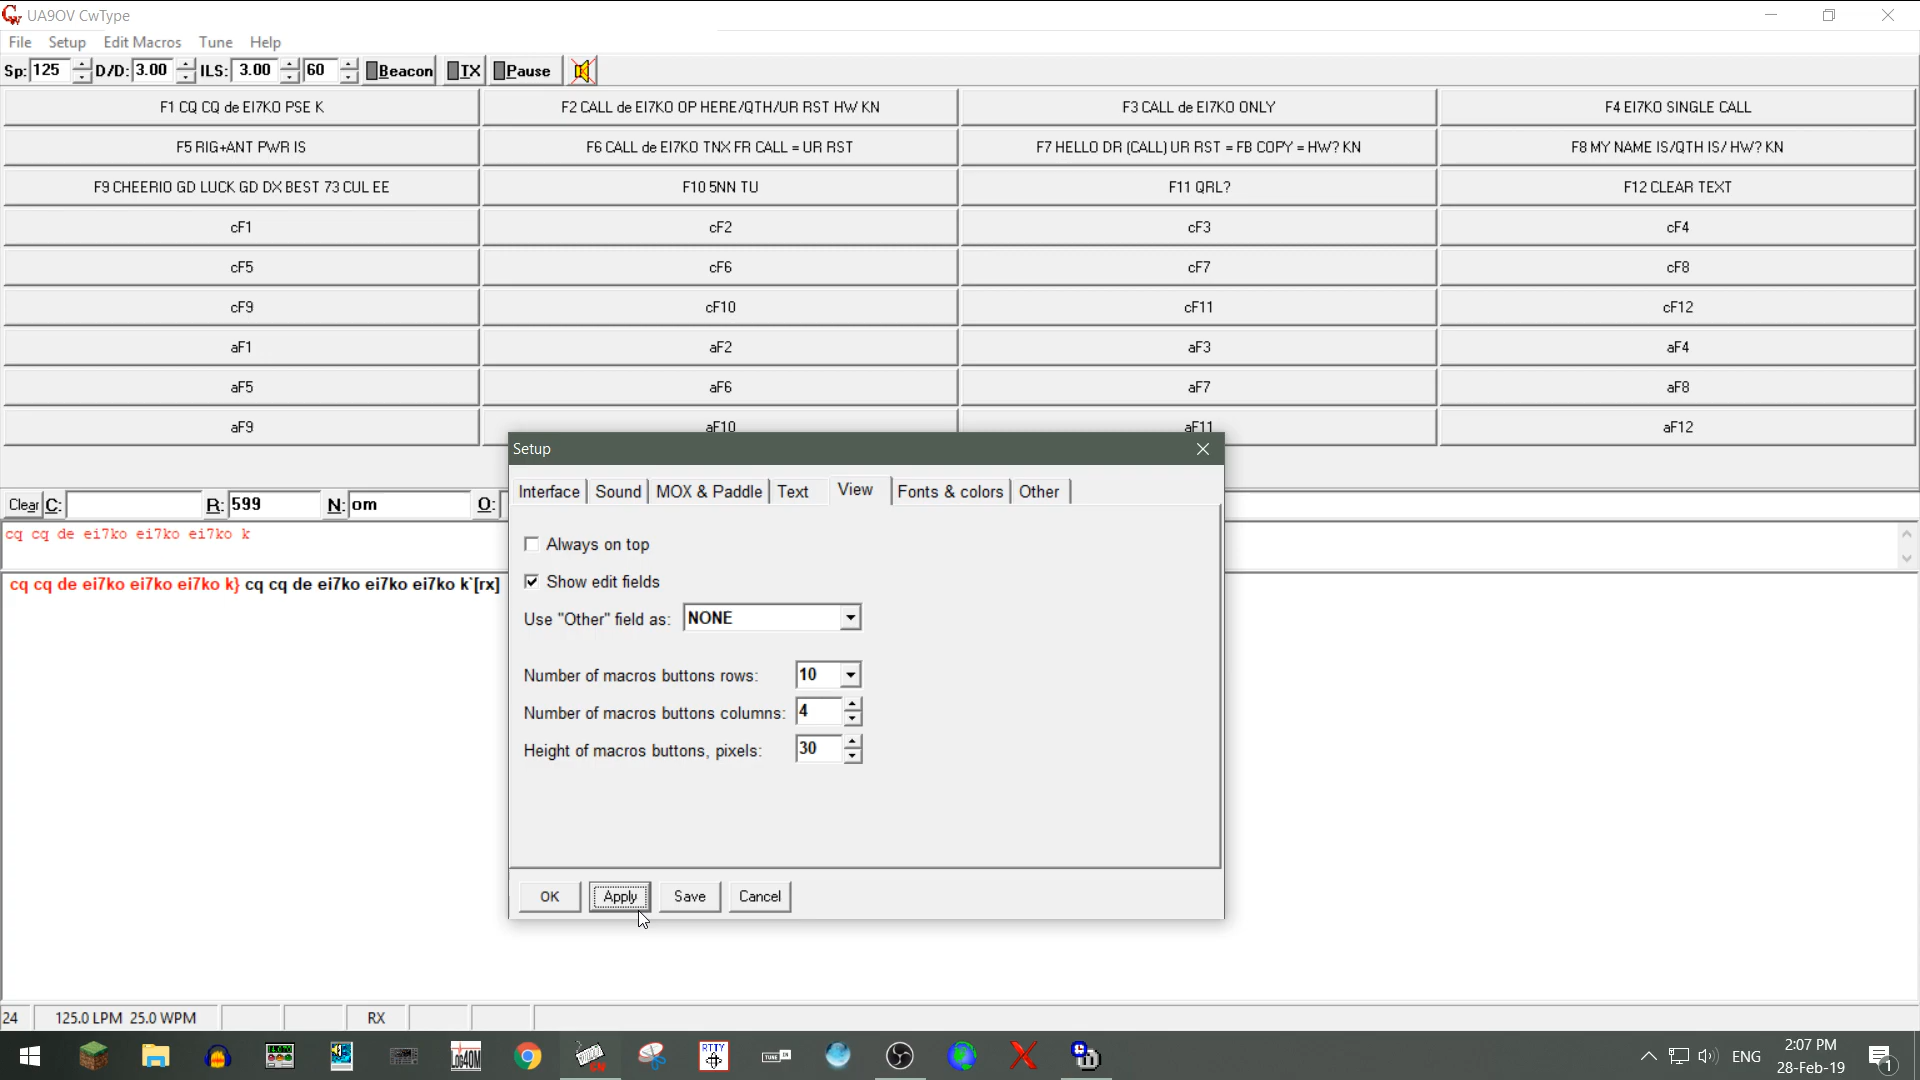 UA9OV CwType
File Setup Edit Macros Tune Help
Sp: 125 D/D: 3.00 ILS: 3.00 60 Beacon TX Pause
F1 CQ CQ de EI7KO PSE K F2 CALL de EI7KO OP HERE/QTH/UR RST HW KN F3 CALL de EI7KO ONLY F4 EI7KO SINGLE CALL
F5 RIG+ANT PWR IS F6 CALL de EI7KO TNX FR CALL = UR RST F7 HELLO DR (CALL) UR RST = FB COPY = HW? KN F8 MY NAME IS/QTH IS/ HW? KN
F9 CHEERIO GD LUCK GD DX BEST 73 CUL EE F10 5NN TU F11 QRL? F12 CLEAR TEXT
cF1 cF2 cF3 cF4
cF5 cF6 cF7 cF8
cF9 cF10 cF11 cF12
aF1 aF2 aF3 aF4
aF5 aF6 aF7 aF8
aF9 aF10 aF11 aF12
Setup
Interface Sound MOX & Paddle Text View Fonts & colors Other
Clear C: R: 599 N: om O:
cq cq de ei7ko ei7ko ei7ko k
cq cq de ei7ko ei7ko ei7ko k} cq cq de ei7ko ei7ko ei7ko k`[rx]
Always on top
Show edit fields
Use "Other" field as: NONE
Number of macros buttons rows: 10
Number of macros buttons columns: 4
Height of macros buttons, pixels: 30
OK Apply Save Cancel
24 125.0 LPM 25.0 WPM RX
Log4OM RTTY TUNE ENG 2:07 PM
28-Feb-19 1